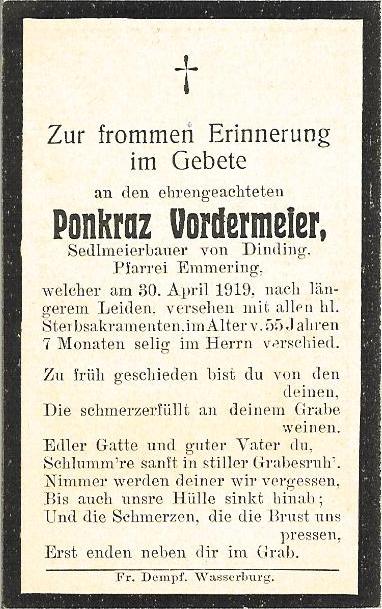 Zur frommen Erinnerung
im Gebete
an den ehrengeachteten
Ponkraz Vordermeier,
Sedlmeierbauer von Dinding,
Pfarrei Emmering,
welcher am 30. April 1919, nach län-
gerem Leiden, versehen mit allen hl.
Sterbsakramenten, im Alter v. 55 Jahren
7 Monaten selig im Herrn verschied.
Zu früh geschieden bist du von den
deinen,
Die schmerzerfüllt an deinem Grabe
weinen.
Edler Gatte und guter Vater du,
Schlumm're sanft in stiller Grabesruh'.
Nimmer werden deiner wir vergessen,
Bis auch unsre Hülle sinkt hinab;
Und die Schmerzen, die die Brust uns
pressen,
Erst enden neben dir im Grab.
Fr. Dempf, Wasserburg.